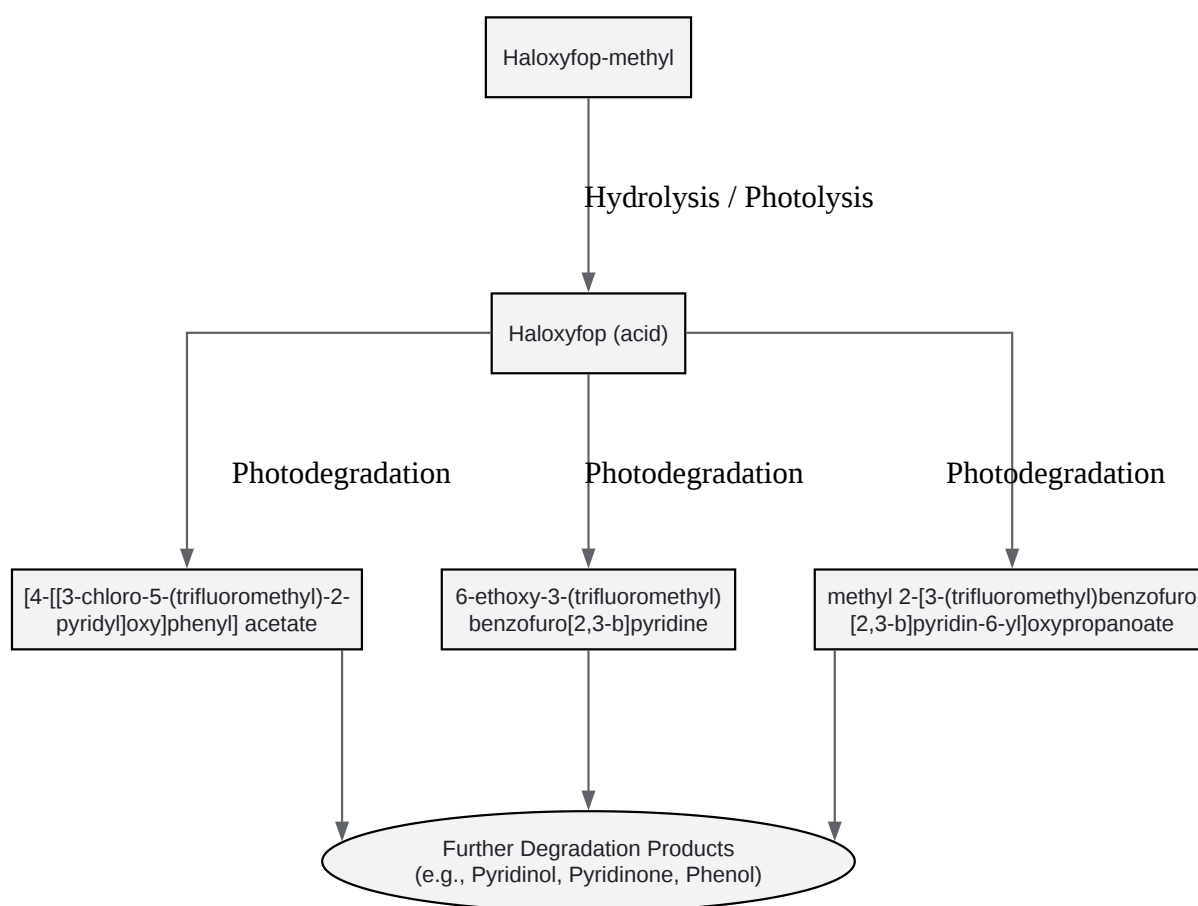 Haloxyfop-methyl
Hydrolysis / Photolysis
Haloxyfop (acid)
Photodegradation
Photodegradation
Photodegradation
[4-[[3-chloro-5-(trifluoromethyl)-2-
pyridyl]oxy]phenyl] acetate
6-ethoxy-3-(trifluoromethyl)
benzofuro[2,3-b]pyridine
methyl 2-[3-(trifluoromethyl)benzofuro
[2,3-b]pyridin-6-yl]oxypropanoate
Further Degradation Products
(e.g., Pyridinol, Pyridinone, Phenol)